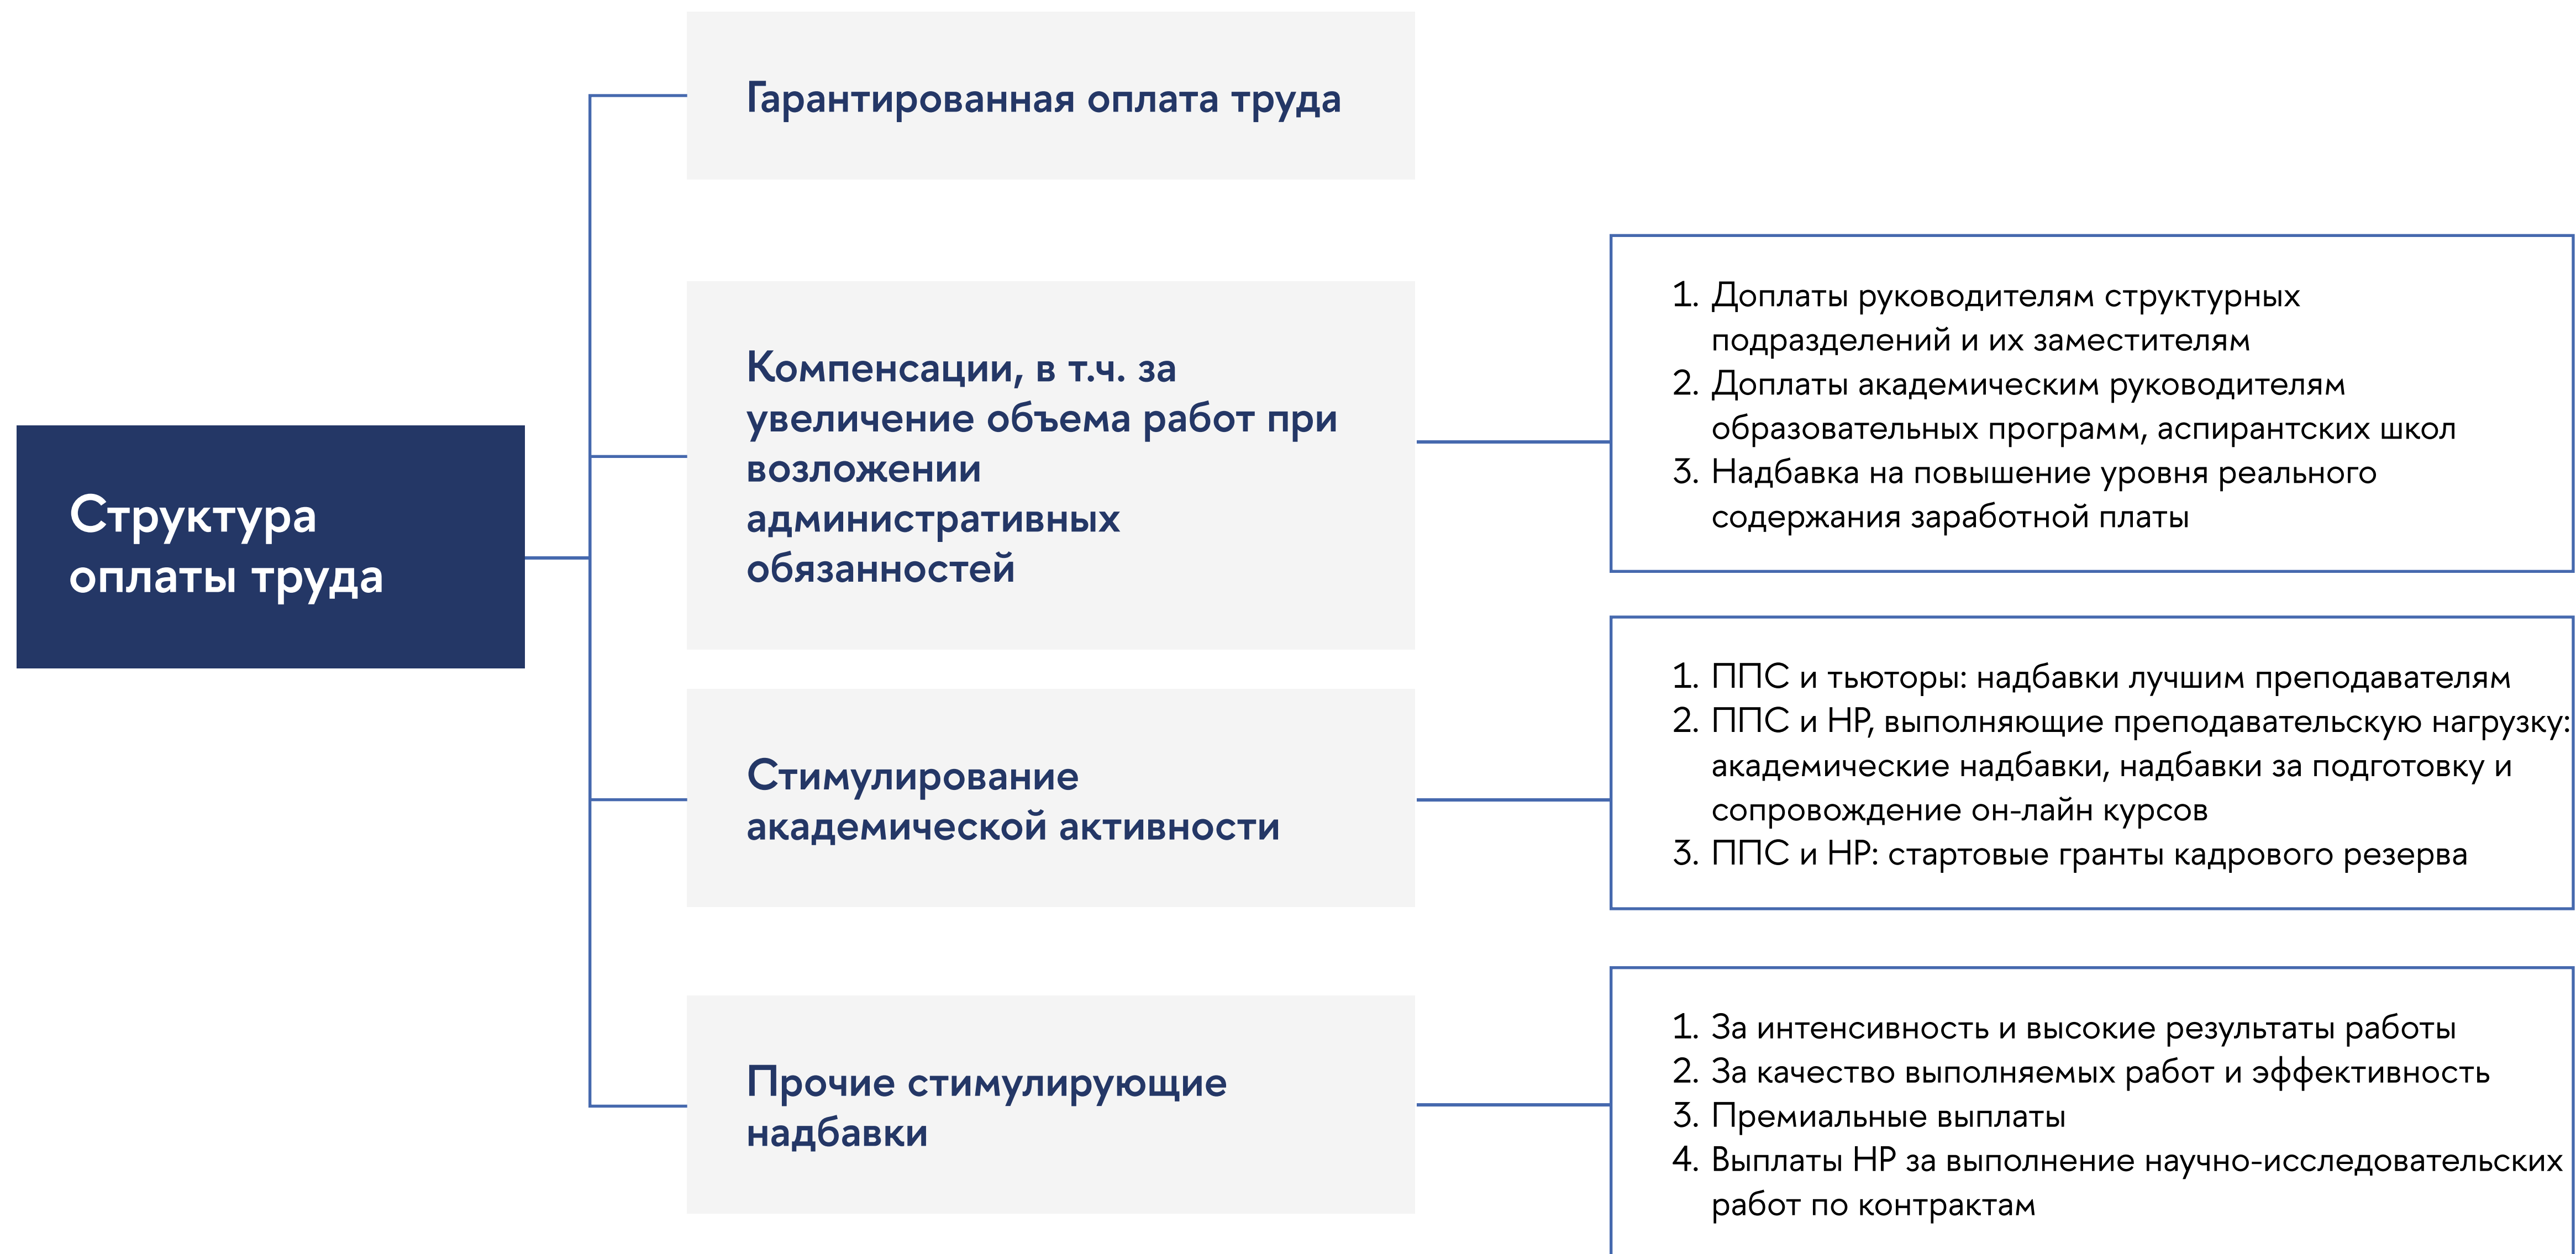 Структура
оплаты труда
Гарантированная оплата труда
Компенсации, в т.ч. за
увеличение объема работ при
возложении
административных
обязанностей
1. Доплаты руководителям структурных
подразделений и их заместителям
2. Доплаты академическим руководителям
образовательных программ, аспирантских школ
3. Надбавка на повышение уровня реального
содержания заработной платы
Стимулирование
академической активности
1. ППС и тьюторы: надбавки лучшим преподавателям
2. ППС и НР, выполняющие преподавательскую нагрузку:
академические надбавки, надбавки за подготовку и
сопровождение он-лайн курсов
3. ППС и НР: стартовые гранты кадрового резерва
Прочие стимулирующие
надбавки
1. За интенсивность и высокие результаты работы
2. За качество выполняемых работ и эффективность
3. Премиальные выплаты
4. Выплаты НР за выполнение научно-исследовательских
работ по контрактам